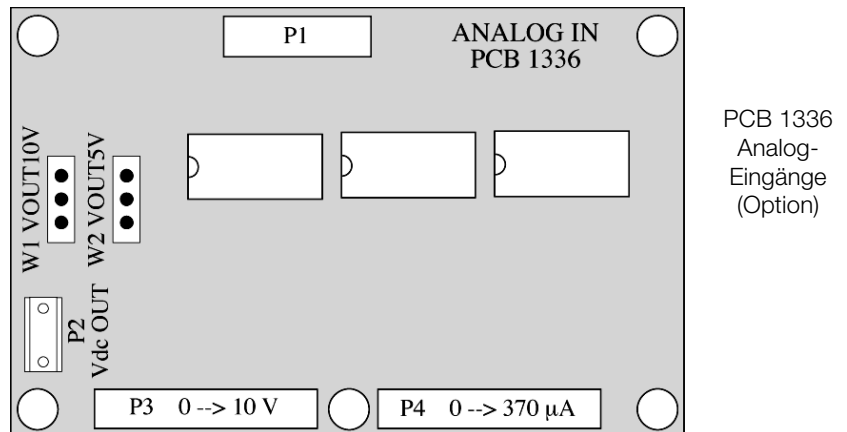 P1
ANALOG IN
PCB 1336
W1 VOUT10V
W2 VOUT5V
P2
Vdc OUT
P3 0 --> 10 V
P4 0 --> 370 µA
PCB 1336
Analog-
Eingänge
(Option)